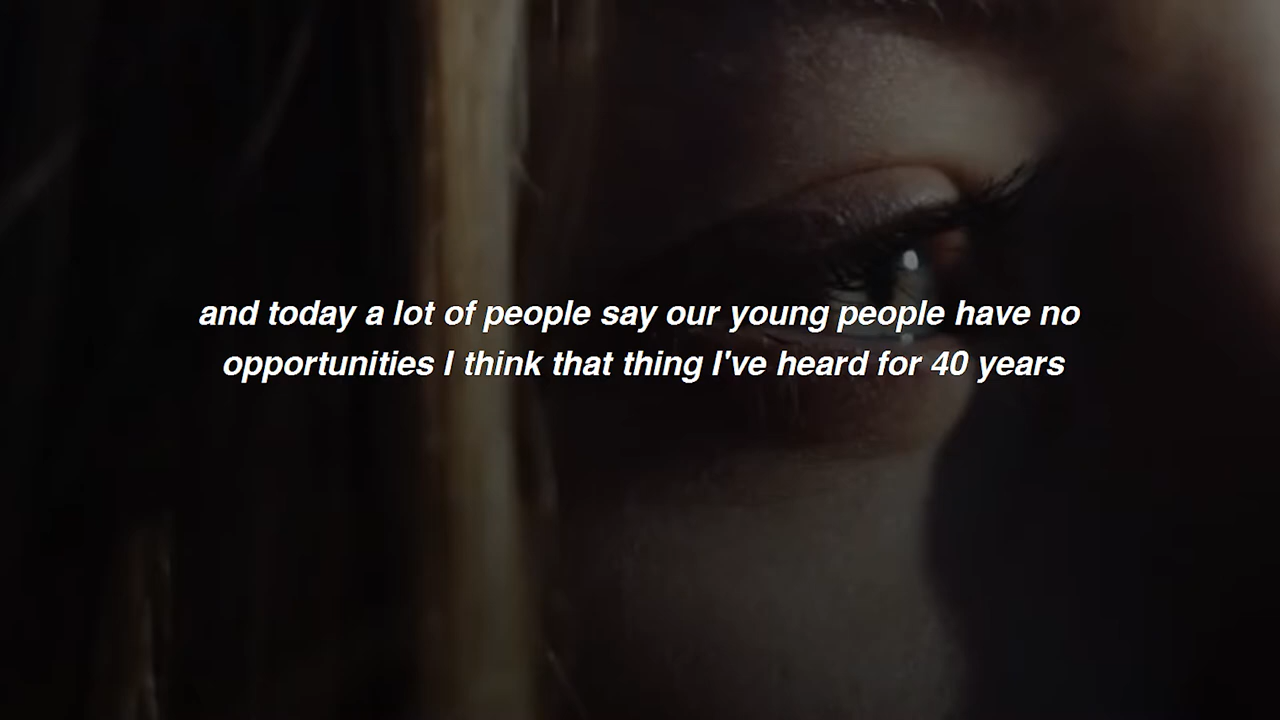 and today a lot of people say our young people have no
opportunities I think that thing I've heard for 40 years